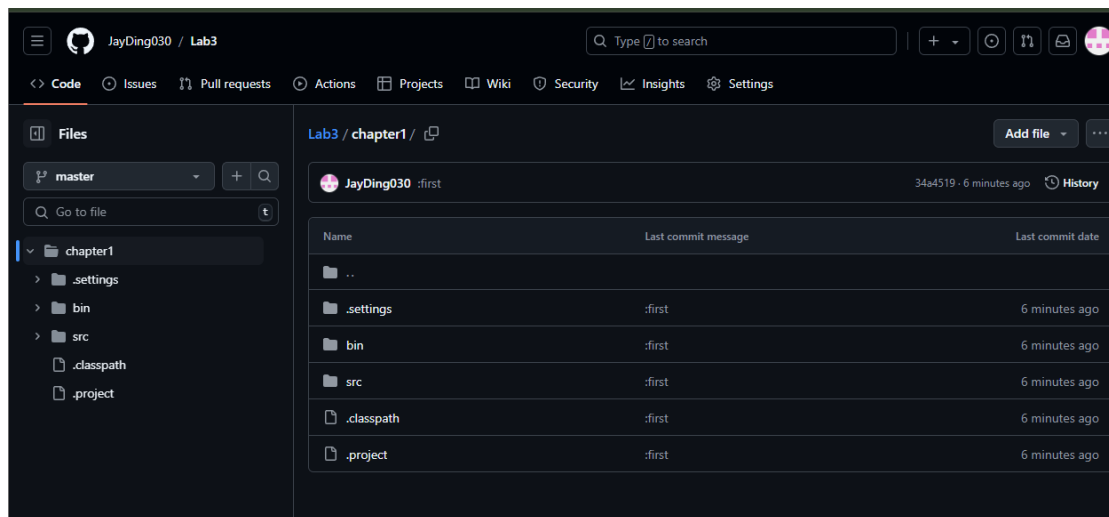 JayDing030 / Lab3
Type / to search
Code Issues Pull requests Actions Projects Wiki Security Insights Settings
Files
Lab3 / chapter1 /
Add file
master
JayDing030 :first
34a4519 · 6 minutes ago History
Go to file t
Name Last commit message Last commit date
chapter1
..
.settings
bin
src
.classpath
.project
.settings :first 6 minutes ago
bin :first 6 minutes ago
src :first 6 minutes ago
.classpath :first 6 minutes ago
.project :first 6 minutes ago